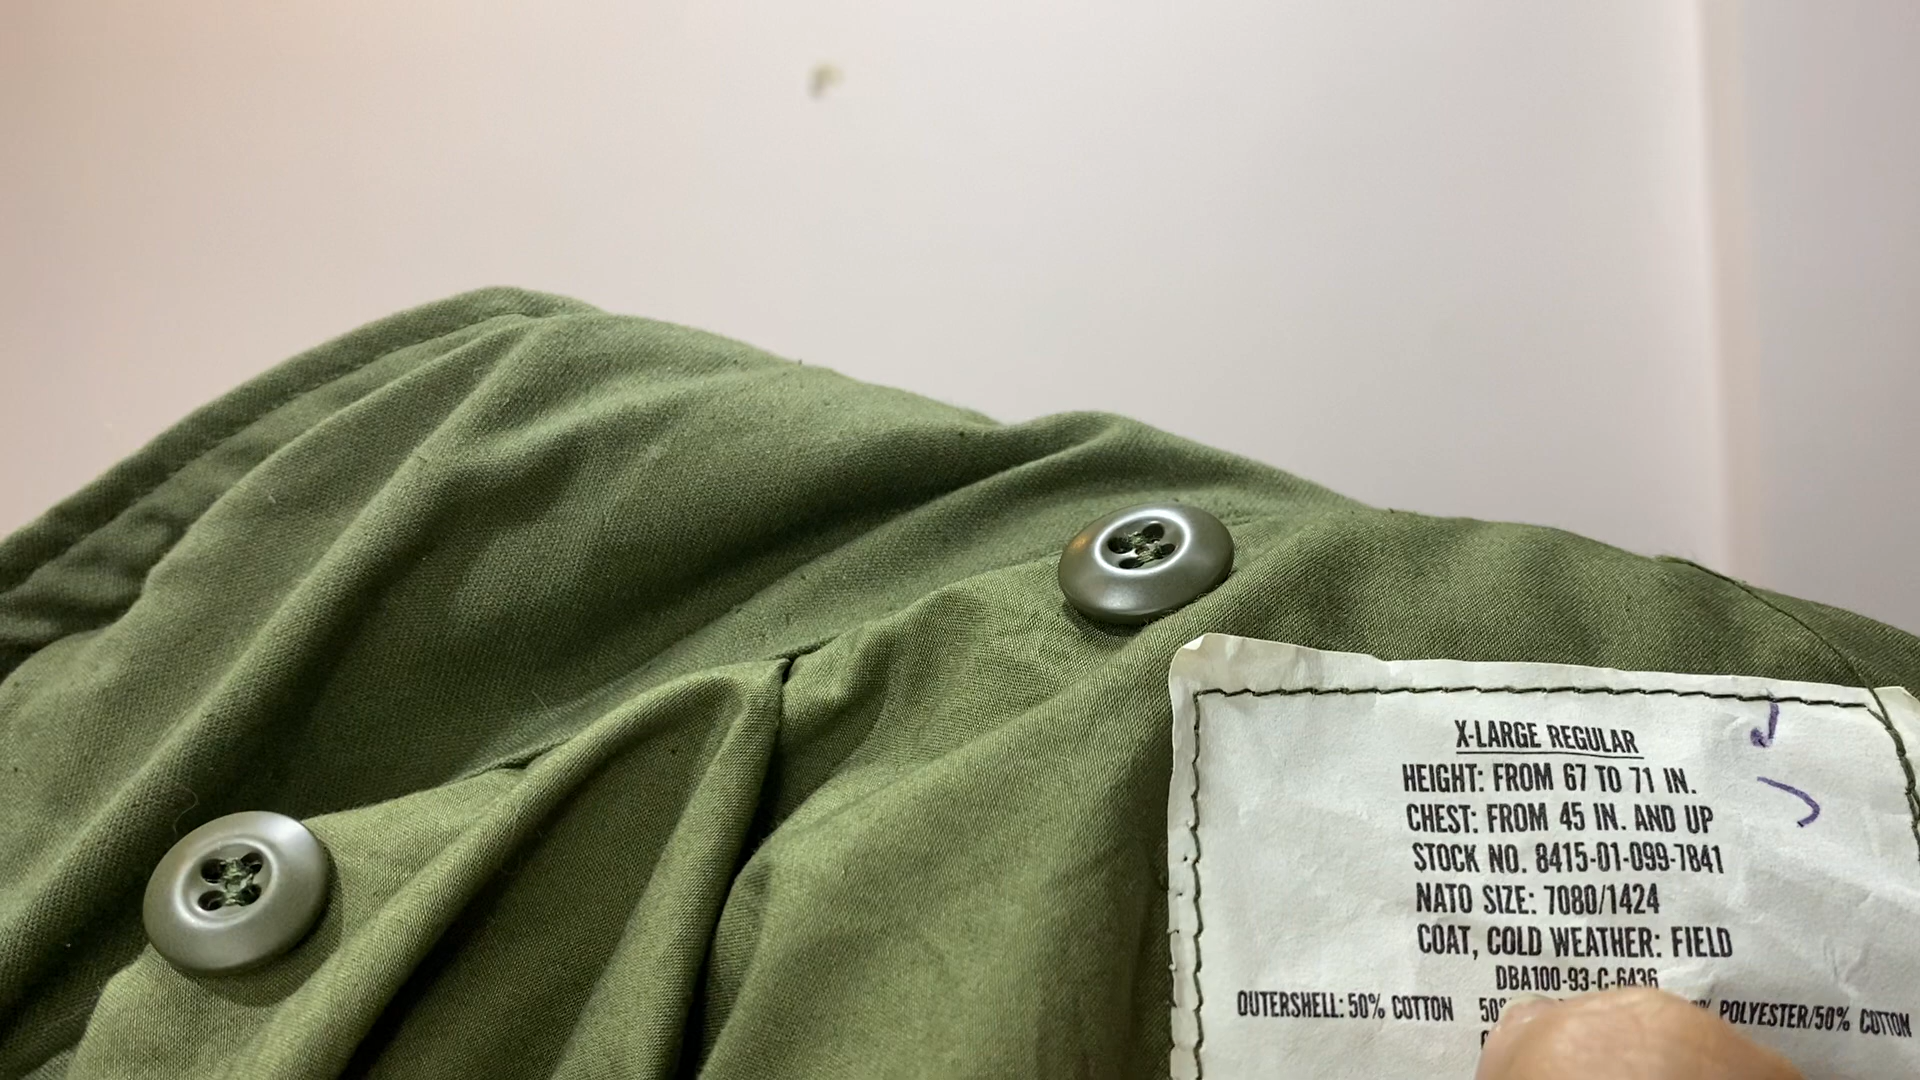 X-LARGE REGULAR
HEIGHT: FROM 67 TO 71 IN.
CHEST: FROM 45 IN. AND UP
STOCK NO. 8415-01-099-7841
NATO SIZE: 7080/1424
COAT, COLD WEATHER: FIELD
DBA100-93-C-6436
OUTERSHELL: 50% COTTON POLYESTER/50% COTTON